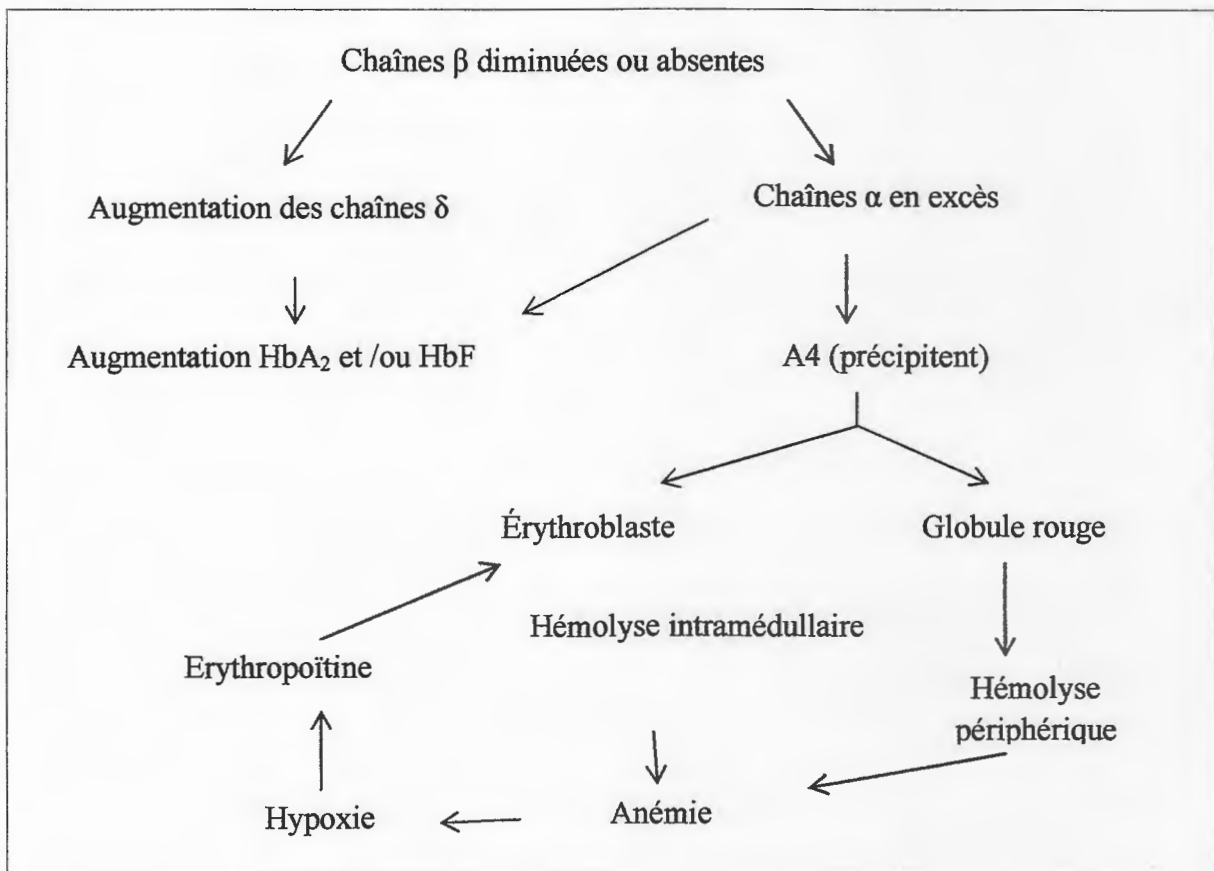 Chaînes β diminuées ou absentes
Augmentation des chaînes δ
Chaînes α en excès
Augmentation HbA₂ et /ou HbF
A4 (précipitent)
Érythroblaste
Globule rouge
Hémolyse intramédullaire
Erythropoïtine
Hémolyse
périphérique
Hypoxie
Anémie